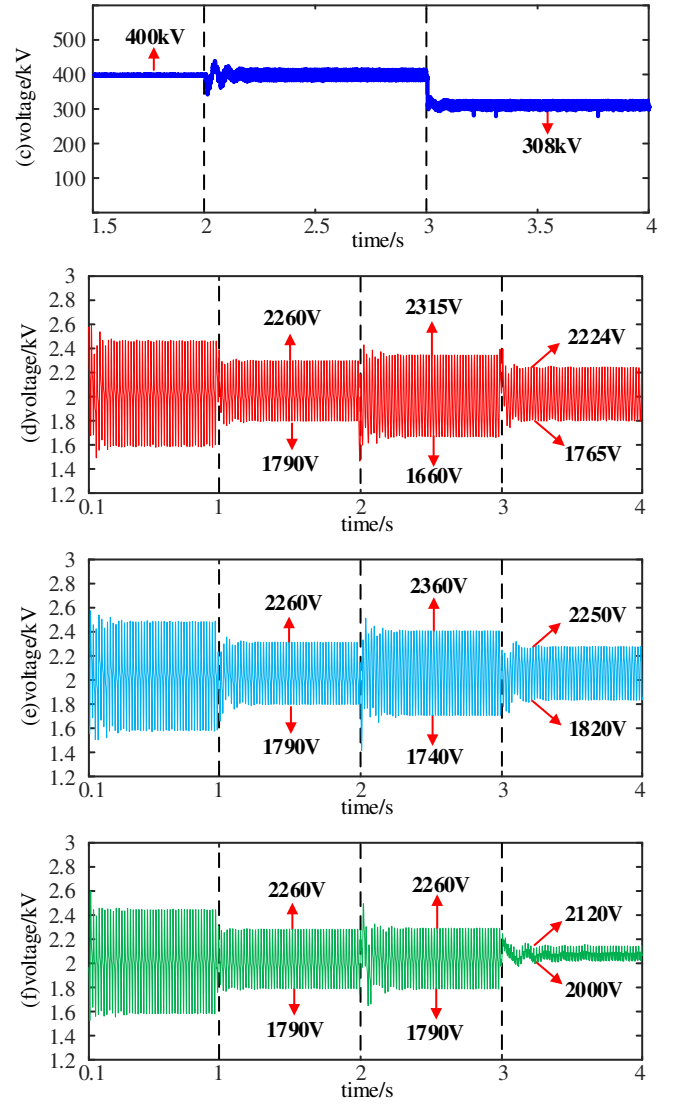 (c)voltage/kV
500
400
300
200
100
400kV
308kV
1.5 2 2.5 3 3.5 4
time/s
(d)voltage/kV
3
2.8
2.6
2.4
2.2
2
1.8
1.6
1.4
1.2
2260V 2315V 2224V
1790V 1660V 1765V
0.1 1 2 3 4
time/s
(e)voltage/kV
3
2.8
2.6
2.4
2.2
2
1.8
1.6
1.4
1.2
2260V 2360V 2250V
1790V 1740V 1820V
0.1 1 2 3 4
time/s
(f)voltage/kV
3
2.8
2.6
2.4
2.2
2
1.8
1.6
1.4
1.2
2260V 2260V 2120V
1790V 1790V 2000V
0.1 1 2 3 4
time/s